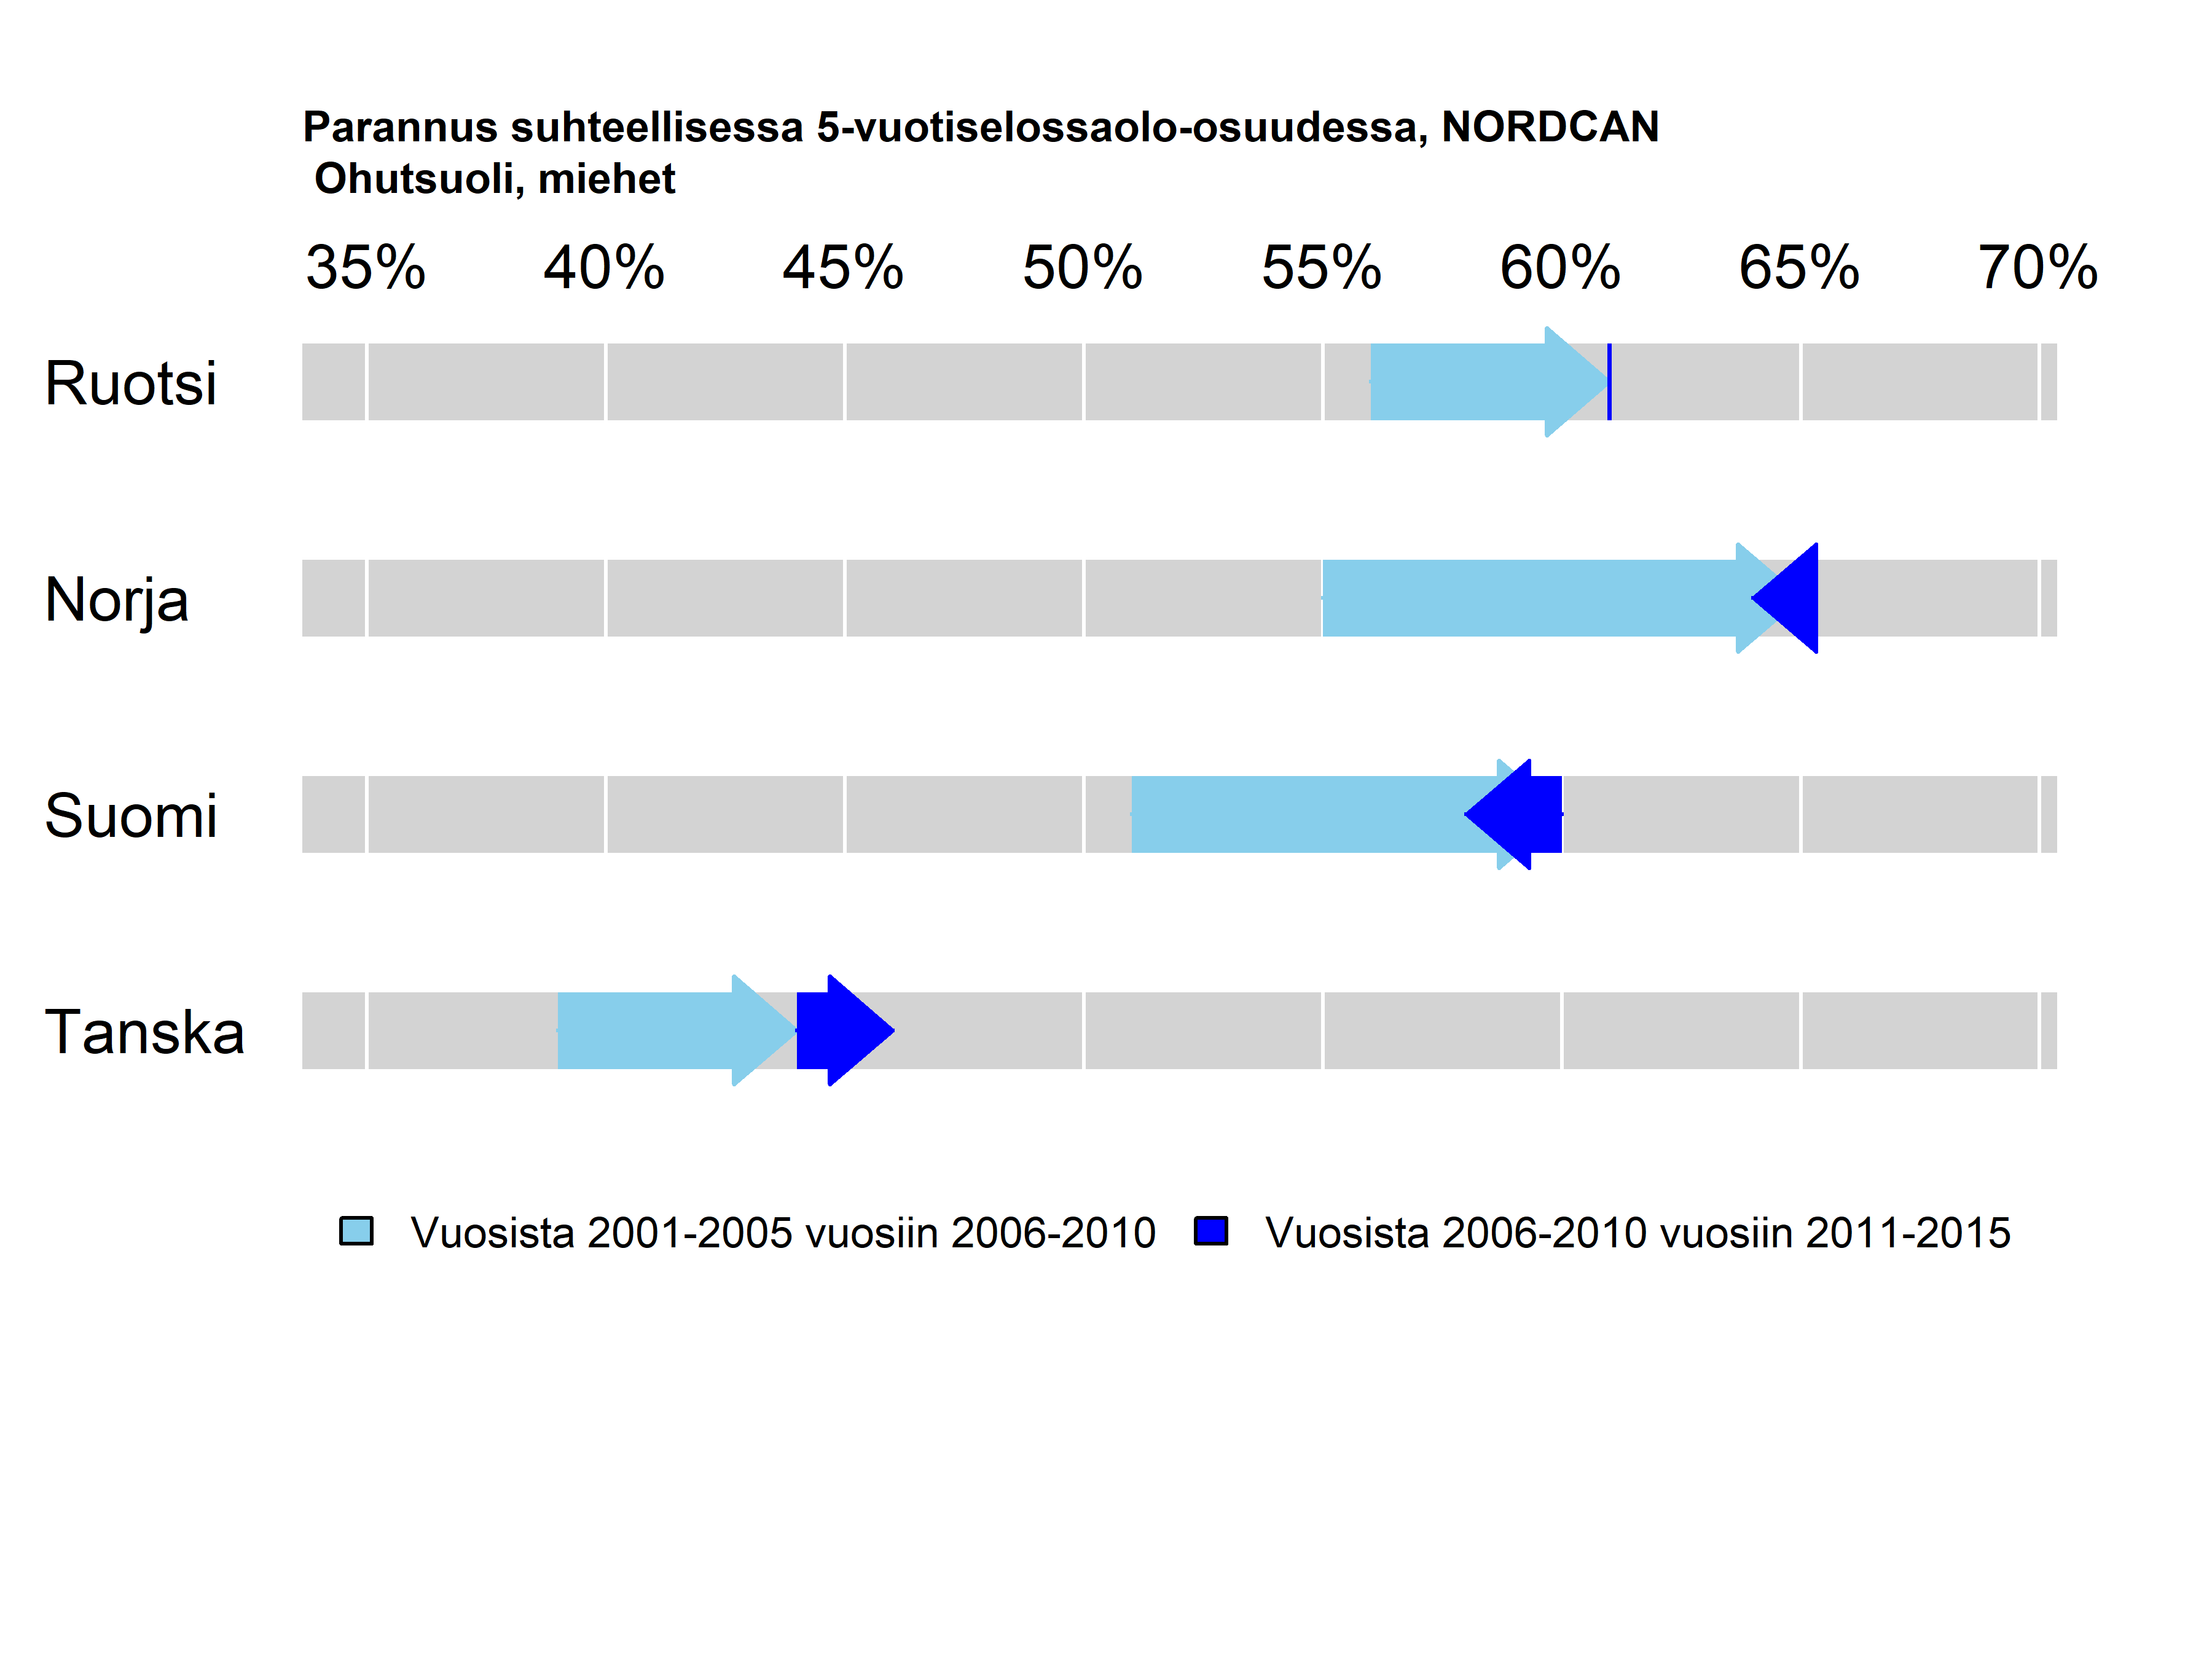 Parannus suhteellisessa 5-vuotiselossaolo-osuudessa, NORDCAN
Ohutsuoli, miehet
35% 40% 45% 50% 55% 60% 65% 70%
Ruotsi
Norja
Suomi
Tanska
Vuosista 2001-2005 vuosiin 2006-2010 Vuosista 2006-2010 vuosiin 2011-2015